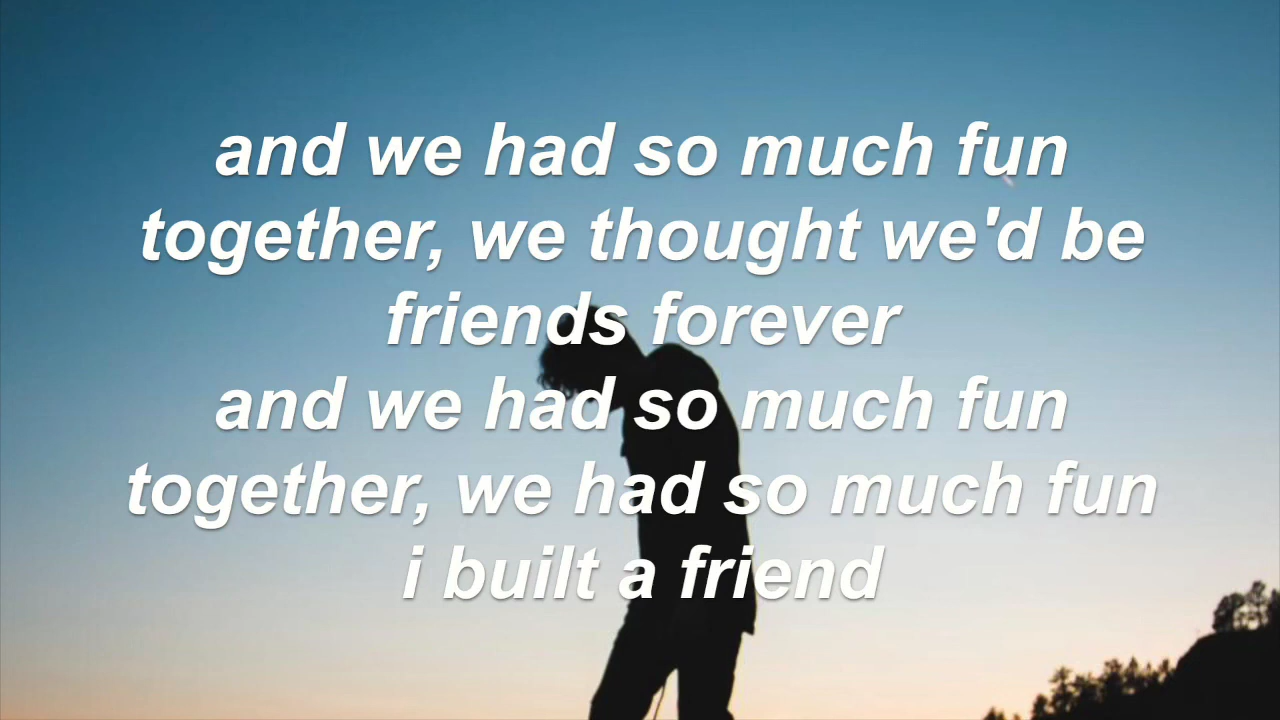 and we had so much fun
together, we thought we'd be
friends forever
and we had so much fun
together, we had so much fun
i built a friend